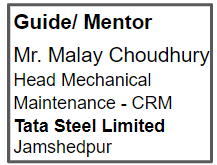 Guide/ Mentor
Mr. Malay Choudhury
Head Mechanical
Maintenance - CRM
Tata Steel Limited
Jamshedpur